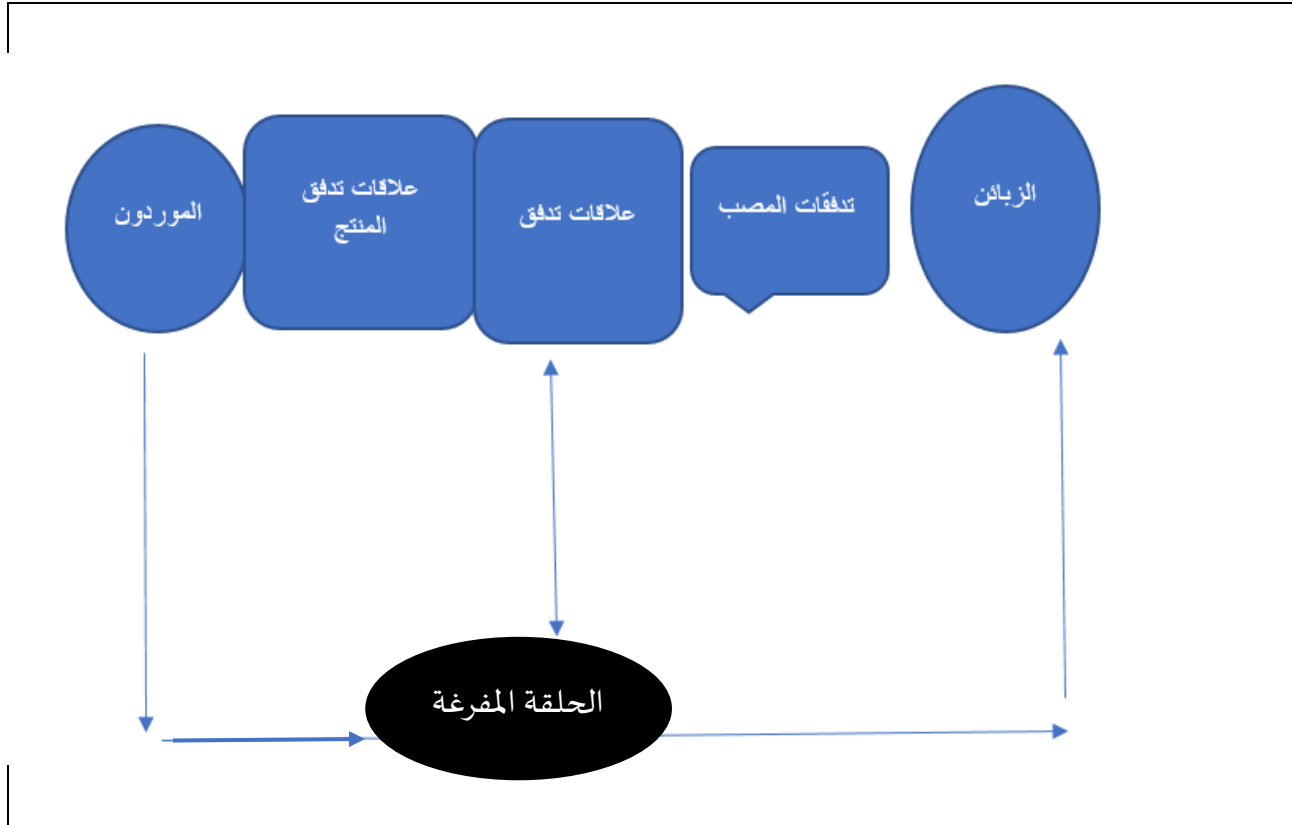 الزبائن
تدفقات المصب
علاقات تدفق
علاقات تدفق
المنتج
الموردون
الحلقة المفرغة